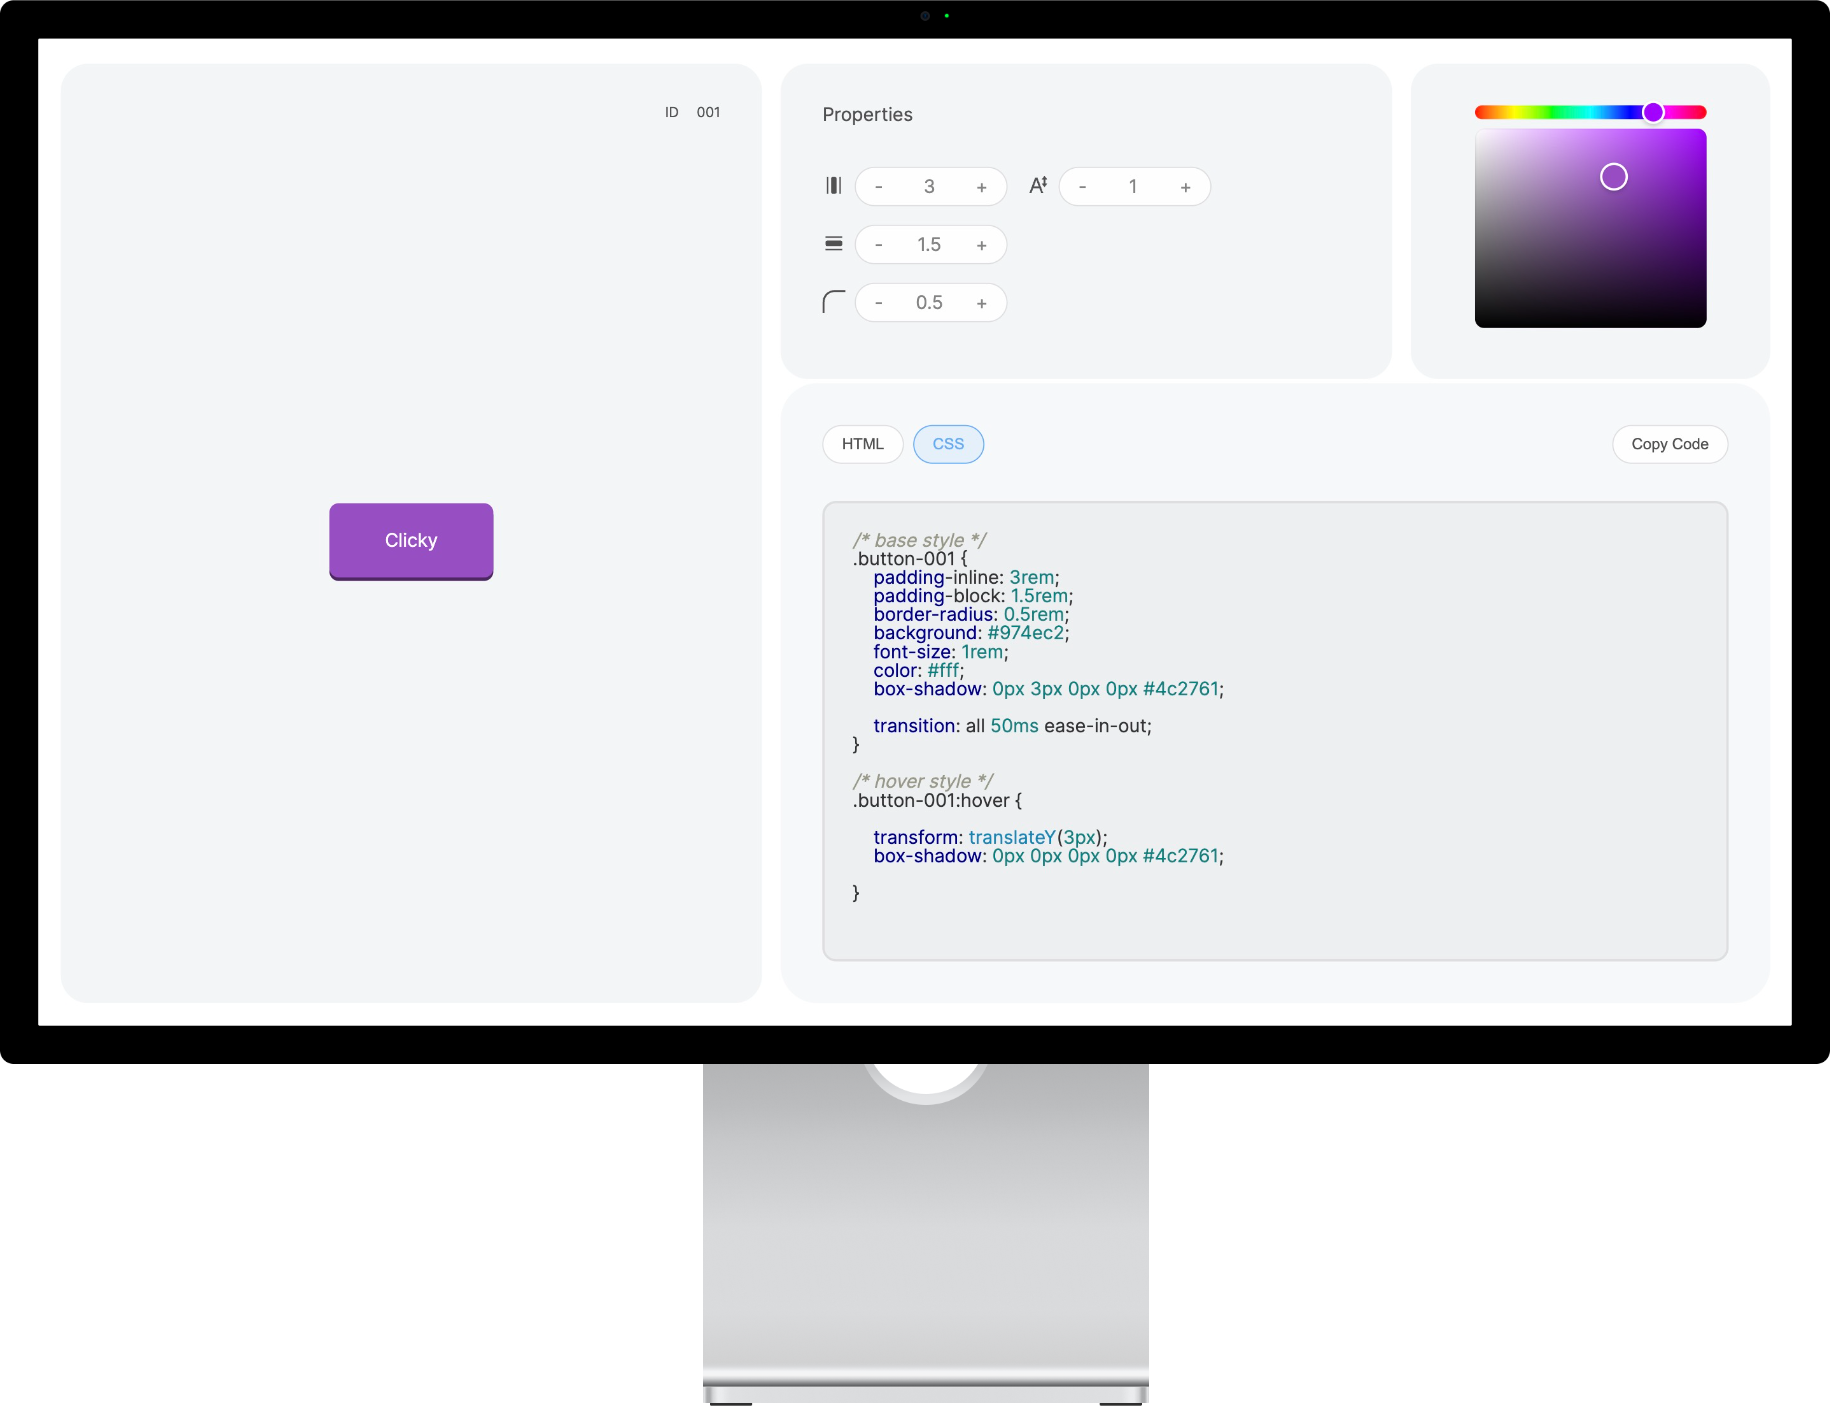 ID 001
Clicky
Properties
- 3 +
A - 1 +
- 1.5 +
- 0.5 +
HTML CSS Copy Code
/* base style */
.button-001 {
padding-inline: 3rem;
padding-block: 1.5rem;
border-radius: 0.5rem;
background: #974ec2;
font-size: 1rem;
color: #fff;
box-shadow: 0px 3px 0px 0px #4c2761;
transition: all 50ms ease-in-out;
}
/* hover style */
.button-001:hover {
transform: translateY(3px);
box-shadow: 0px 0px 0px 0px #4c2761;
}